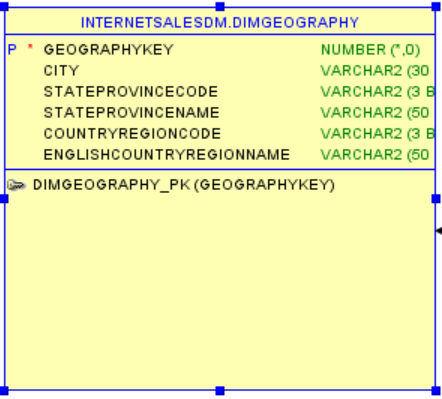 INTERNETSALESDM.DIMGEOGRAPHY
P * GEOGRAPHYKEY NUMBER (*,0)
CITY VARCHAR2 (30
STATEPROVINCECODE VARCHAR2 (3 B
STATEPROVINCENAME VARCHAR2 (50
COUNTRYREGIONCODE VARCHAR2 (3 B
ENGLISHCOUNTRYREGIONNAME VARCHAR2 (50
DIMGEOGRAPHY_PK (GEOGRAPHYKEY)